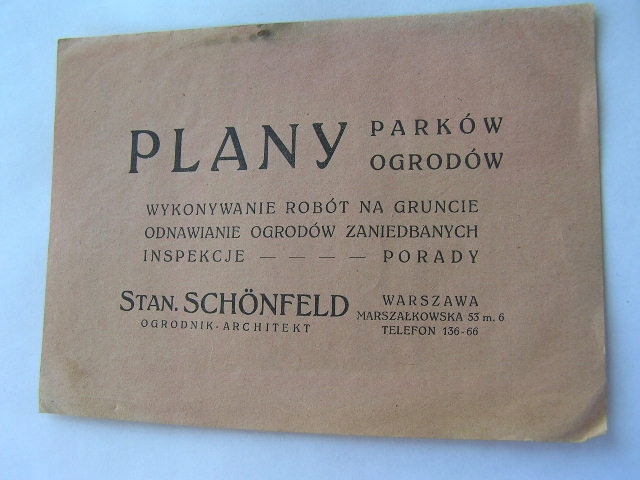 PLANY PARKÓW
OGRODÓW
WYKONYWANIE ROBÓT NA GRUNCIE
ODNAWIANIE OGRODÓW ZANIEDBANYCH
INSPEKCJE — — — — PORADY
STAN. SCHÖNFELD
OGRODNIK-ARCHITEKT
WARSZAWA
MARSZAŁKOWSKA 53 m. 6
TELEFON 136-66